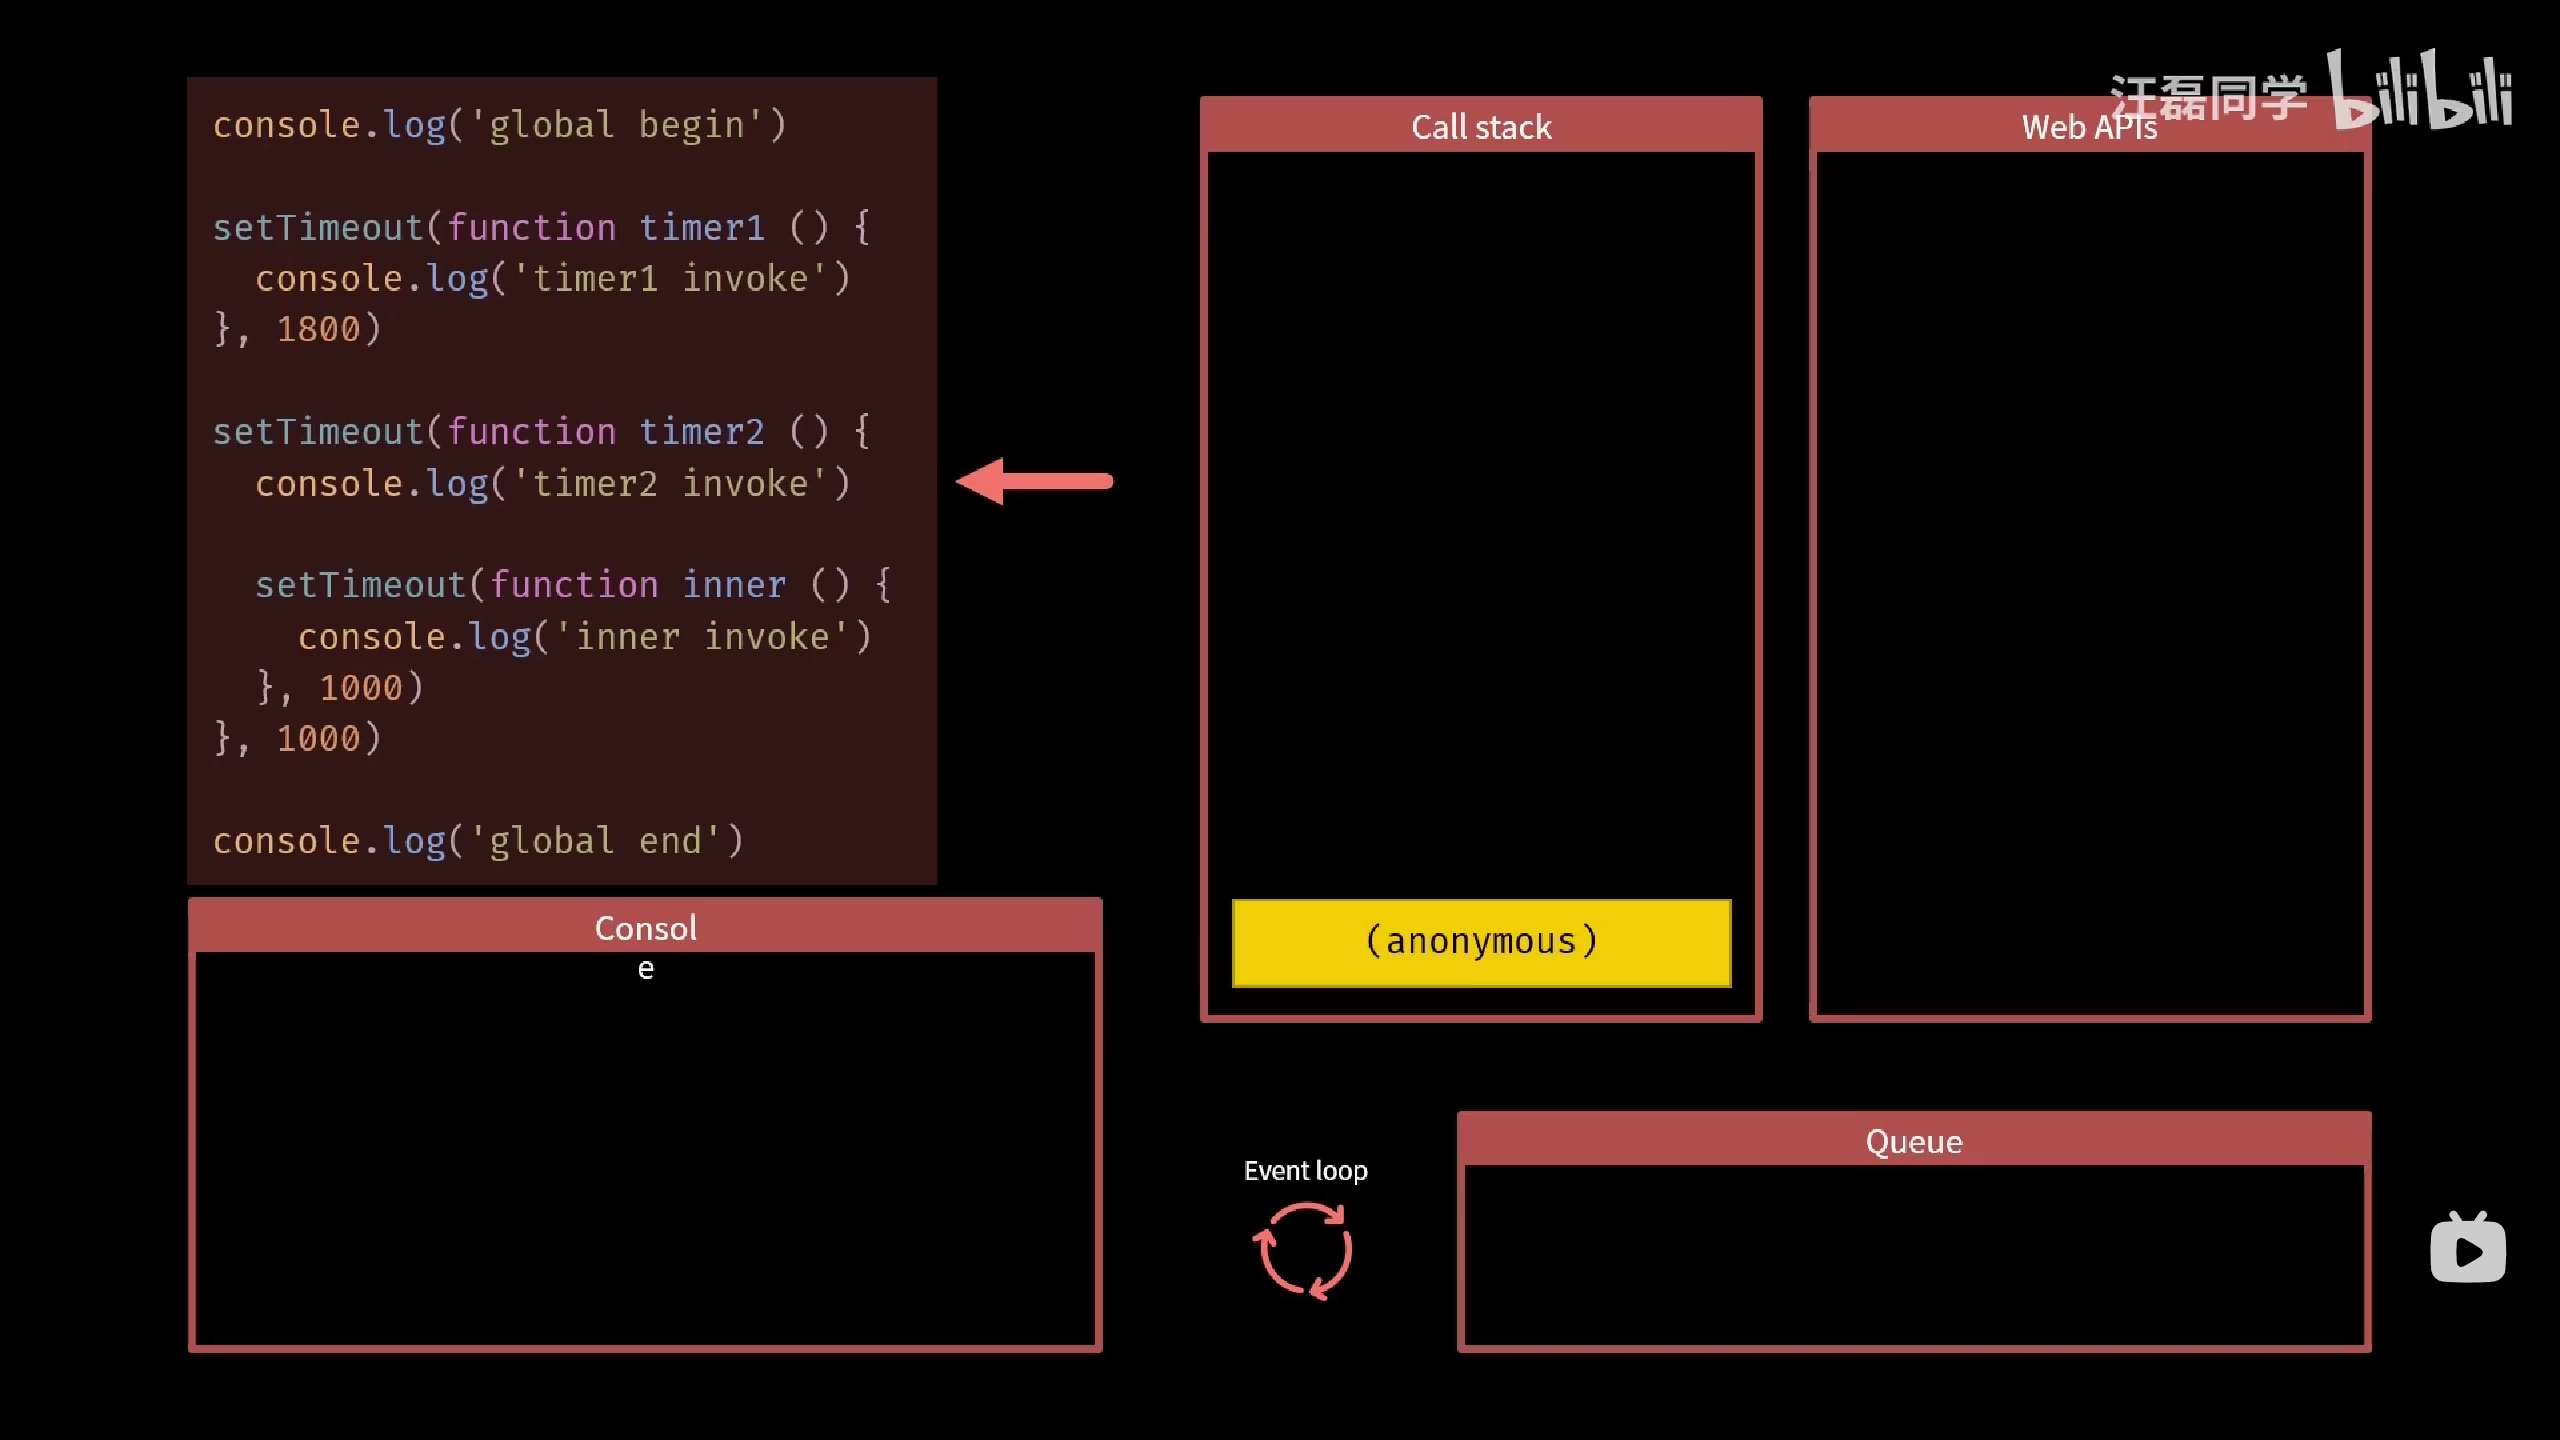 console.log('global begin')
setTimeout(function timer1 () {
  console.log('timer1 invoke')
}, 1800)
setTimeout(function timer2 () {
  console.log('timer2 invoke')
  setTimeout(function inner () {
    console.log('inner invoke')
  }, 1000)
}, 1000)
console.log('global end')
Consol
e
Call stack
(anonymous)
Web APIs
汪磊同学 bilibili
Event loop
Queue